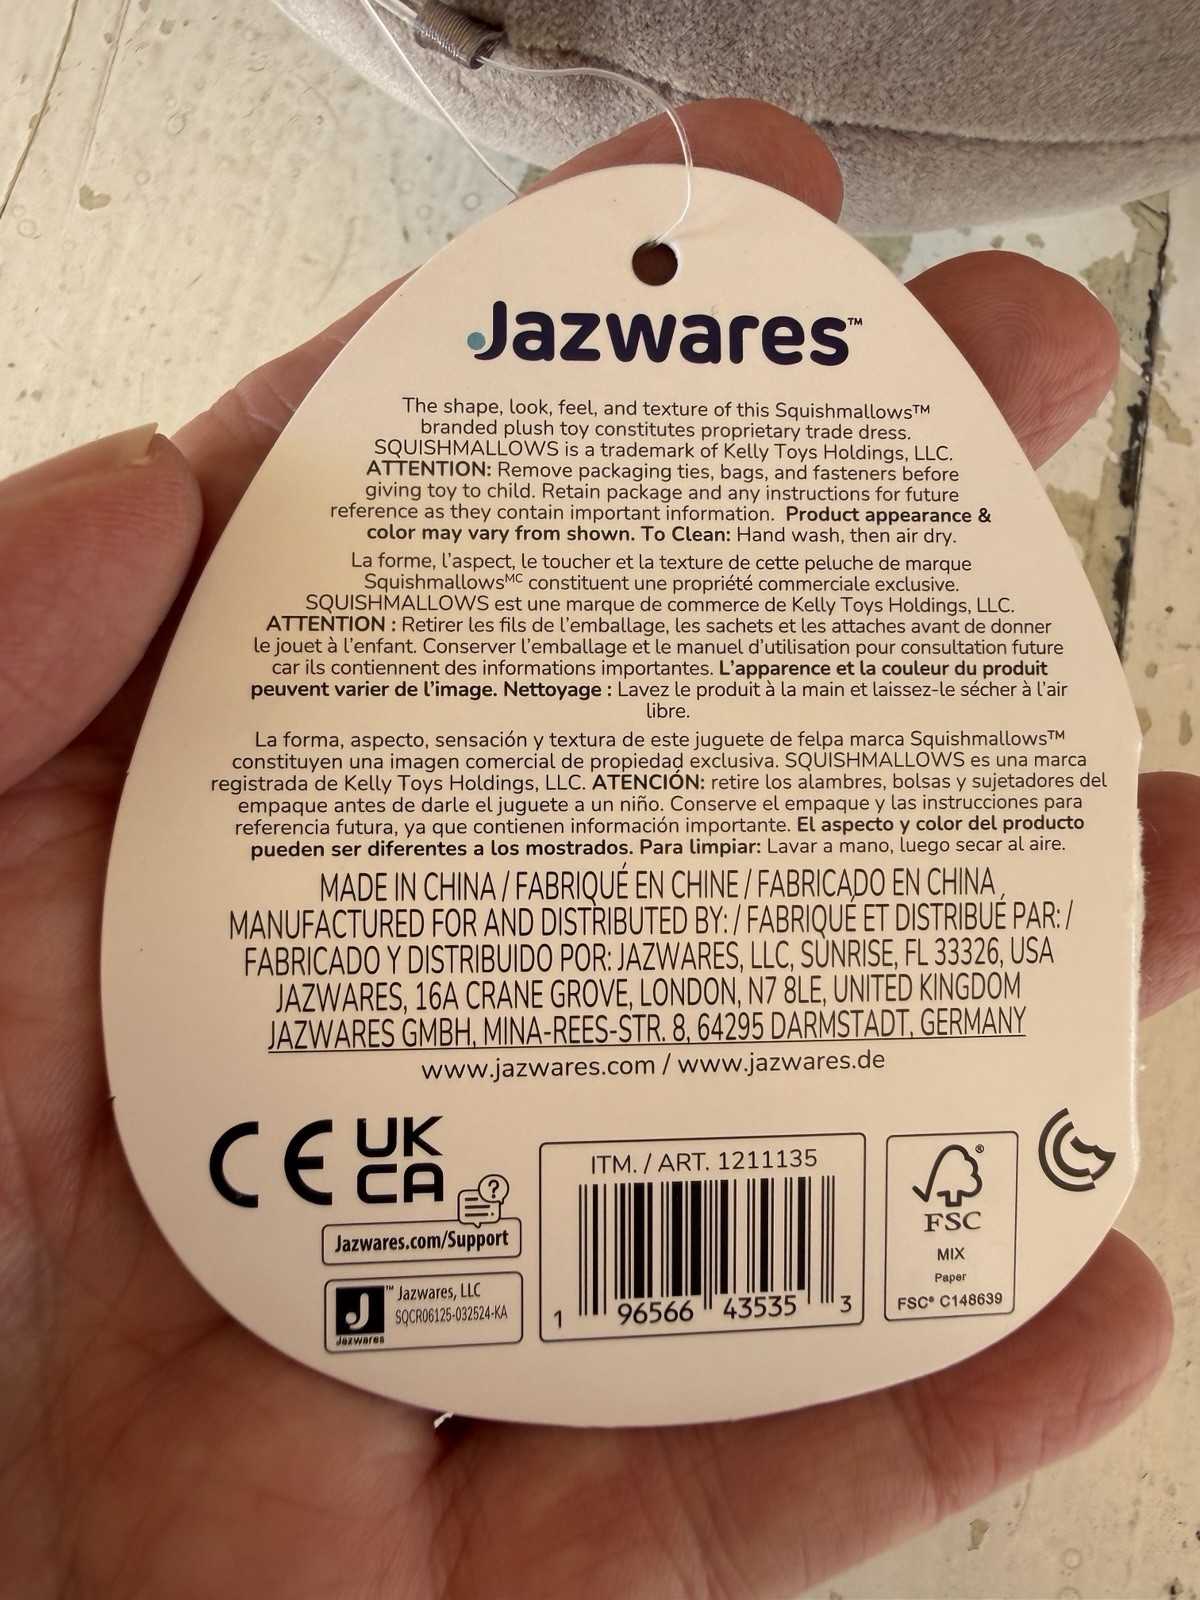 Jazwares™
The shape, look, feel, and texture of this Squishmallows™
branded plush toy constitutes proprietary trade dress.
SQUISHMALLOWS is a trademark of Kelly Toys Holdings, LLC.
ATTENTION: Remove packaging ties, bags, and fasteners before
giving toy to child. Retain package and any instructions for future
reference as they contain important information. Product appearance &
color may vary from shown. To Clean: Hand wash, then air dry.
La forme, l'aspect, le toucher et la texture de cette peluche de marque
Squishmallowsᴹᶜ constituent une propriété commerciale exclusive.
SQUISHMALLOWS est une marque de commerce de Kelly Toys Holdings, LLC.
ATTENTION : Retirer les fils de l'emballage, les sachets et les attaches avant de donner
le jouet à l'enfant. Conserver l'emballage et le manuel d'utilisation pour consultation future
car ils contiennent des informations importantes. L'apparence et la couleur du produit
peuvent varier de l'image. Nettoyage : Lavez le produit à la main et laissez-le sécher à l'air
libre.
La forma, aspecto, sensación y textura de este juguete de felpa marca Squishmallows™
constituyen una imagen comercial de propiedad exclusiva. SQUISHMALLOWS es una marca
registrada de Kelly Toys Holdings, LLC. ATENCIÓN: retire los alambres, bolsas y sujetadores del
empaque antes de darle el juguete a un niño. Conserve el empaque y las instrucciones para
referencia futura, ya que contienen información importante. El aspecto y color del producto
pueden ser diferentes a los mostrados. Para limpiar: Lavar a mano, luego secar al aire.
MADE IN CHINA / FABRIQUÉ EN CHINE / FABRICADO EN CHINA
MANUFACTURED FOR AND DISTRIBUTED BY: / FABRIQUÉ ET DISTRIBUÉ PAR: /
FABRICADO Y DISTRIBUIDO POR: JAZWARES, LLC, SUNRISE, FL 33326, USA
JAZWARES, 16A CRANE GROVE, LONDON, N7 8LE, UNITED KINGDOM
JAZWARES GMBH, MINA-REES-STR. 8, 64295 DARMSTADT, GERMANY
www.jazwares.com / www.jazwares.de
CE
UK
CA
?
Jazwares.com/Support
J™
Jazwares
Jazwares, LLC
SQCR06125-032524-KA
ITM. / ART. 1211135
1 96566 43535 3
®
FSC
MIX
Paper
FSC® C148639